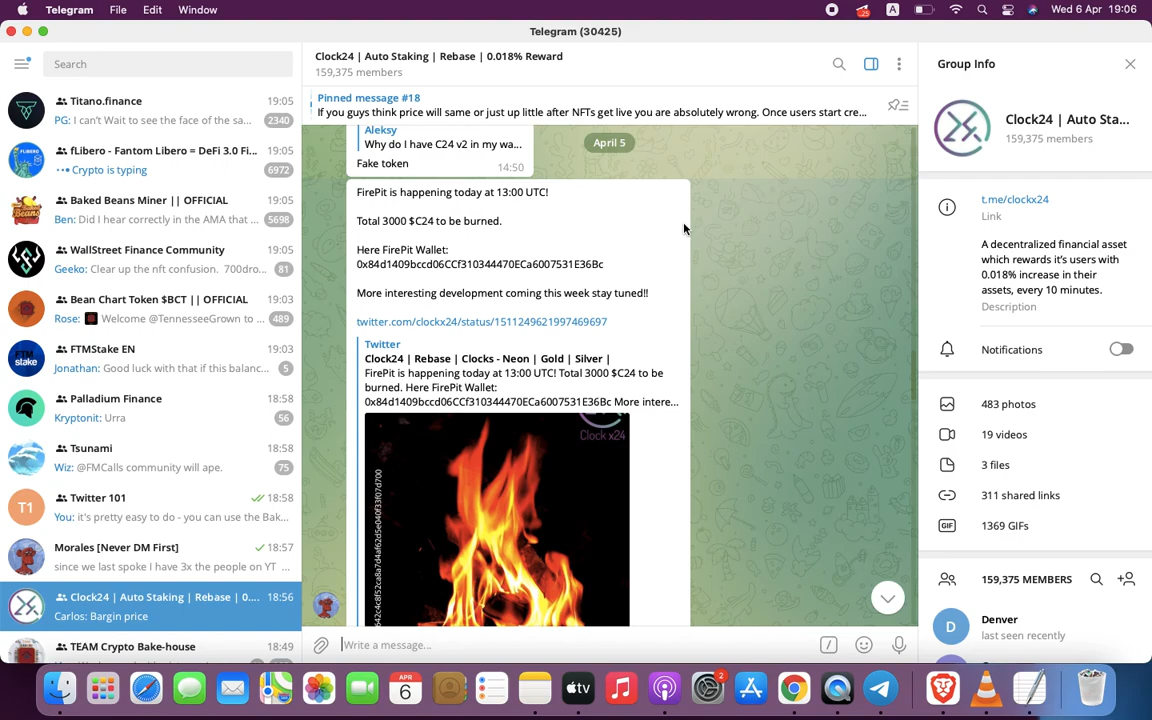 Telegram File Edit Window
25 A Wed 6 Apr 19:06
Telegram (30425)
Search
Titano.finance 19:05
PG: I can't Wait to see the face of the sa... 2340
fLibero - Fantom Libero = DeFi 3.0 Fi... 19:05
Crypto is typing 6972
Baked Beans Miner || OFFICIAL 19:05
Ben: Did I hear correctly in the AMA that ... 5698
WallStreet Finance Community 19:05
Geeko: Clear up the nft confusion. 700dro... 81
Bean Chart Token $BCT || OFFICIAL 19:03
Rose: Welcome @TennesseeGrown to ... 489
FTM stake
FTMStake EN 19:03
Jonathan: Good luck with that if this balanc... 5
Palladium Finance 18:58
Kryptonit: Urra 56
Tsunami 18:58
Wiz: @FMCalls community will ape. 75
T1
Twitter 101 18:58
You: it's pretty easy to do - you can use the Bak...
Morales [Never DM First] 18:57
since we last spoke I have 3x the people on YT ...
Clock24 | Auto Staking | Rebase | 0.... 18:56
Carlos: Bargin price
TEAM Crypto Bake-house 18:49
Clock24 | Auto Staking | Rebase | 0.018% Reward
159,375 members
Pinned message #18
If you guys think price will same or just up little after NFTs get live you are absolutely wrong. Once users start cre...
April 5
Aleksy
Why do I have C24 v2 in my wa...
Fake token
14:50
FirePit is happening today at 13:00 UTC!
Total 3000 $C24 to be burned.
Here FirePit Wallet:
0x84d1409bccd06CCf310344470ECa6007531E36Bc
More interesting development coming this week stay tuned!!
twitter.com/clockx24/status/1511249621997469697
Twitter
Clock24 | Rebase | Clocks - Neon | Gold | Silver |
FirePit is happening today at 13:00 UTC! Total 3000 $C24 to be
burned. Here FirePit Wallet:
0x84d1409bccd06CCf310344470ECa6007531E36Bc More intere...
Clock x24
Write a message...
Group Info
Clock24 | Auto Sta...
159,375 members
t.me/clockx24
Link
A decentralized financial asset
which rewards it's users with
0.018% increase in their
assets, every 10 minutes.
Description
Notifications
483 photos
19 videos
3 files
311 shared links
GIF 1369 GIFs
159,375 MEMBERS
D
Denver
last seen recently
APR
6
tv
2